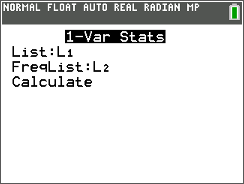 NORMAL FLOAT AUTO REAL RADIAN MP
1-Var Stats
List:L₁
FreqList:L₂
Calculate